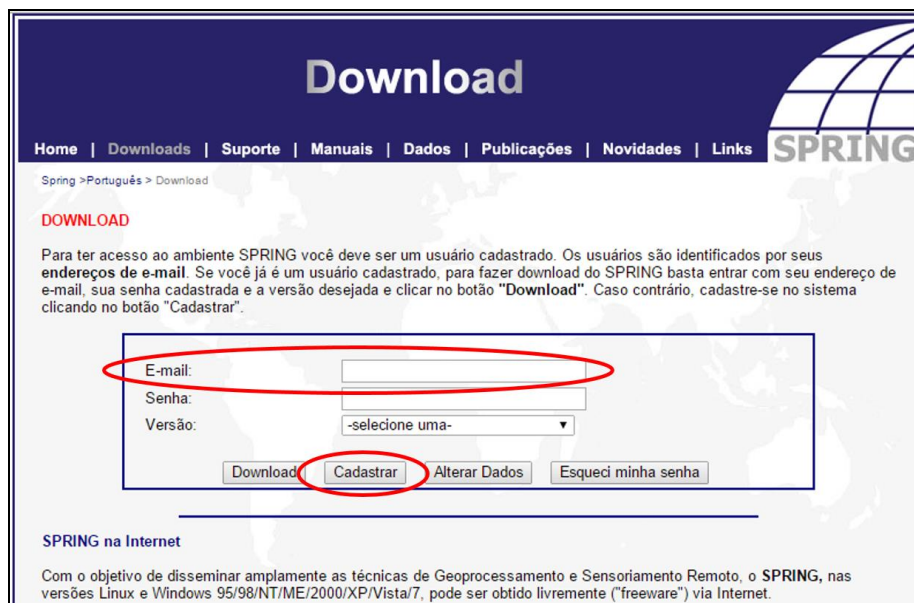 Download
Home | Downloads | Suporte | Manuais | Dados | Publicações | Novidades | Links
SPRING
Spring >Português > Download
DOWNLOAD
Para ter acesso ao ambiente SPRING você deve ser um usuário cadastrado. Os usuários são identificados por seus
endereços de e-mail. Se você já é um usuário cadastrado, para fazer download do SPRING basta entrar com seu endereço de
e-mail, sua senha cadastrada e a versão desejada e clicar no botão "Download". Caso contrário, cadastre-se no sistema
clicando no botão "Cadastrar".
E-mail:
Senha:
Versão: -selecione uma-
Download Cadastrar Alterar Dados Esqueci minha senha
SPRING na Internet
Com o objetivo de disseminar amplamente as técnicas de Geoprocessamento e Sensoriamento Remoto, o SPRING, nas
versões Linux e Windows 95/98/NT/ME/2000/XP/Vista/7, pode ser obtido livremente ("freeware") via Internet.